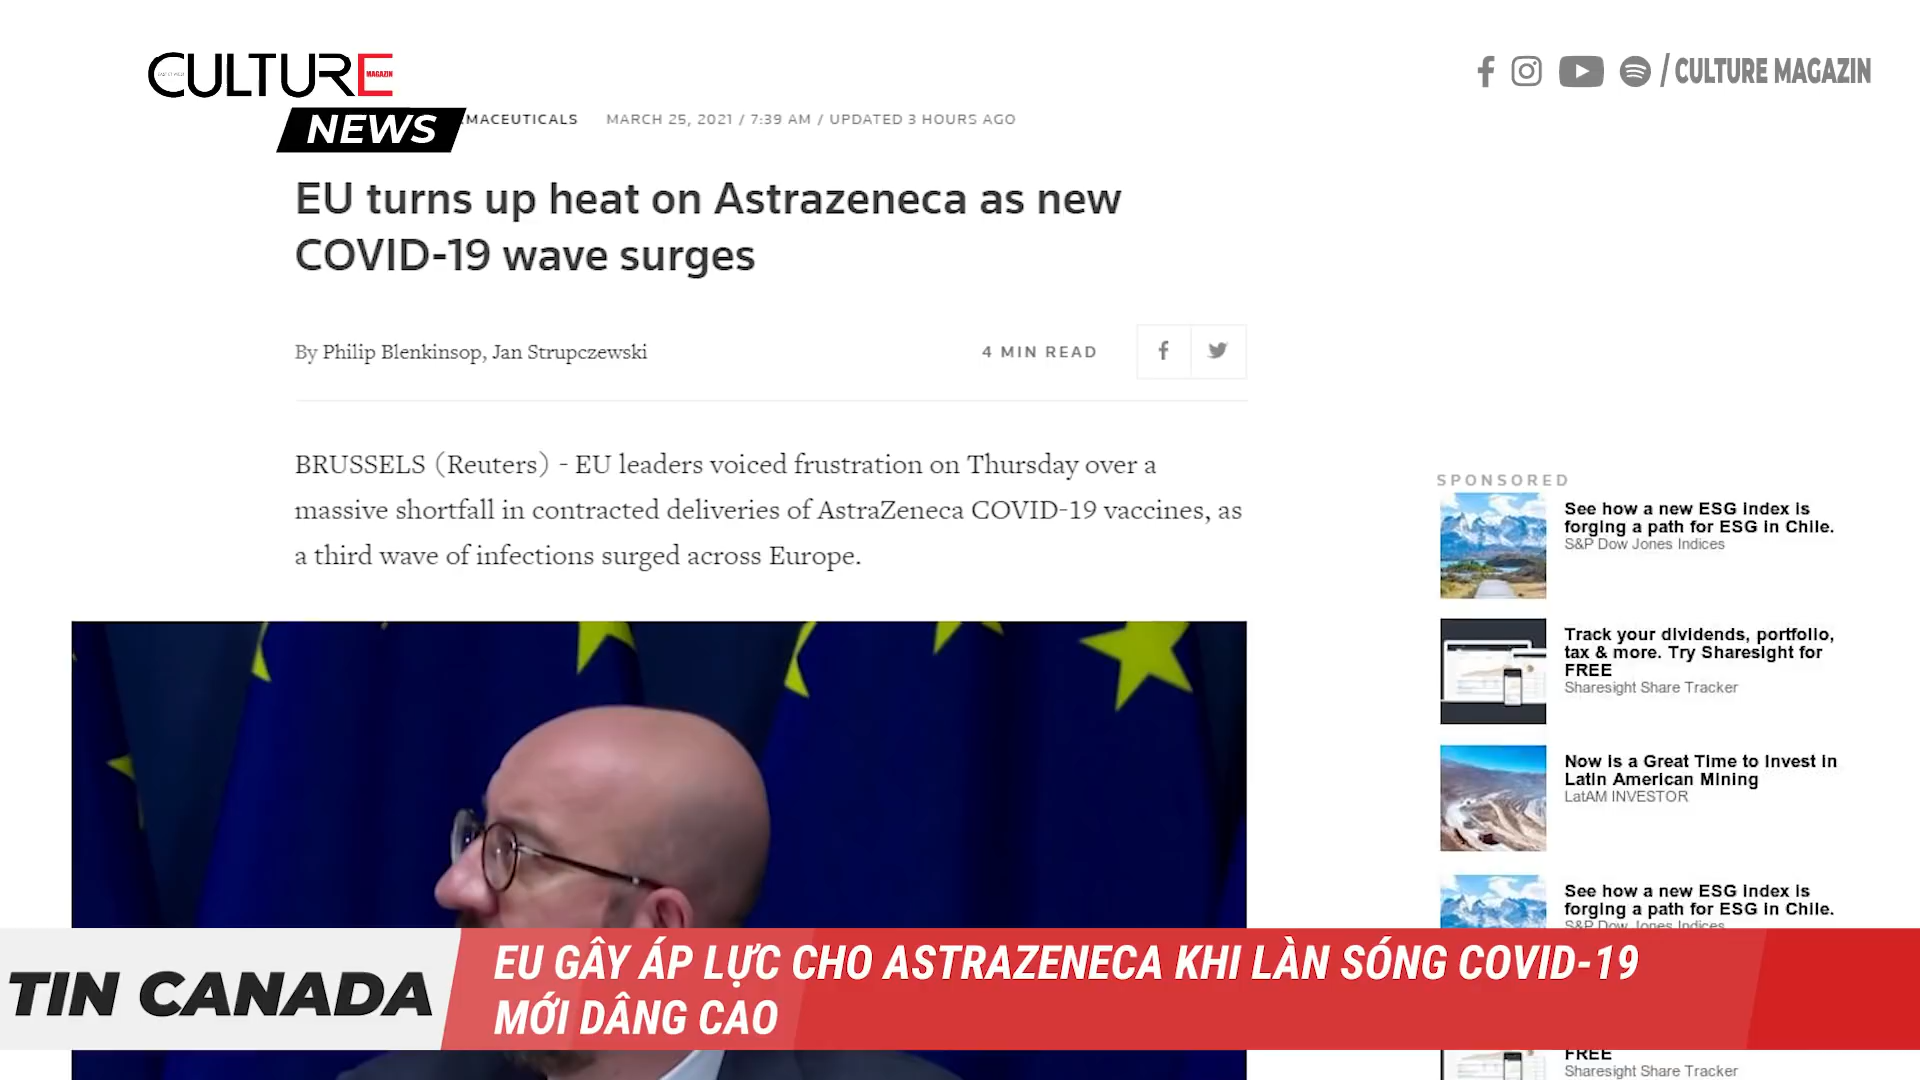 CULTURE
MAGAZIN
NEWS
/ CULTURE MAGAZIN
MACEUTICALS MARCH 25, 2021 / 7:39 AM / UPDATED 3 HOURS AGO
EU turns up heat on Astrazeneca as new
COVID-19 wave surges
By Philip Blenkinsop, Jan Strupczewski
4 MIN READ
BRUSSELS (Reuters) - EU leaders voiced frustration on Thursday over a
massive shortfall in contracted deliveries of AstraZeneca COVID-19 vaccines, as
a third wave of infections surged across Europe.
SPONSORED
See how a new ESG index is
forging a path for ESG in Chile.
S&P Dow Jones Indices
Track your dividends, portfolio,
tax & more. Try Sharesight for
FREE
Sharesight Share Tracker
Now is a Great Time to Invest in
Latin American Mining
LatAM INVESTOR
See how a new ESG index is
forging a path for ESG in Chile.
S&P Dow Jones Indices
TIN CANADA
EU GÂY ÁP LỰC CHO ASTRAZENECA KHI LÀN SÓNG COVID-19
MỚI DÂNG CAO
FREE
Sharesight Share Tracker